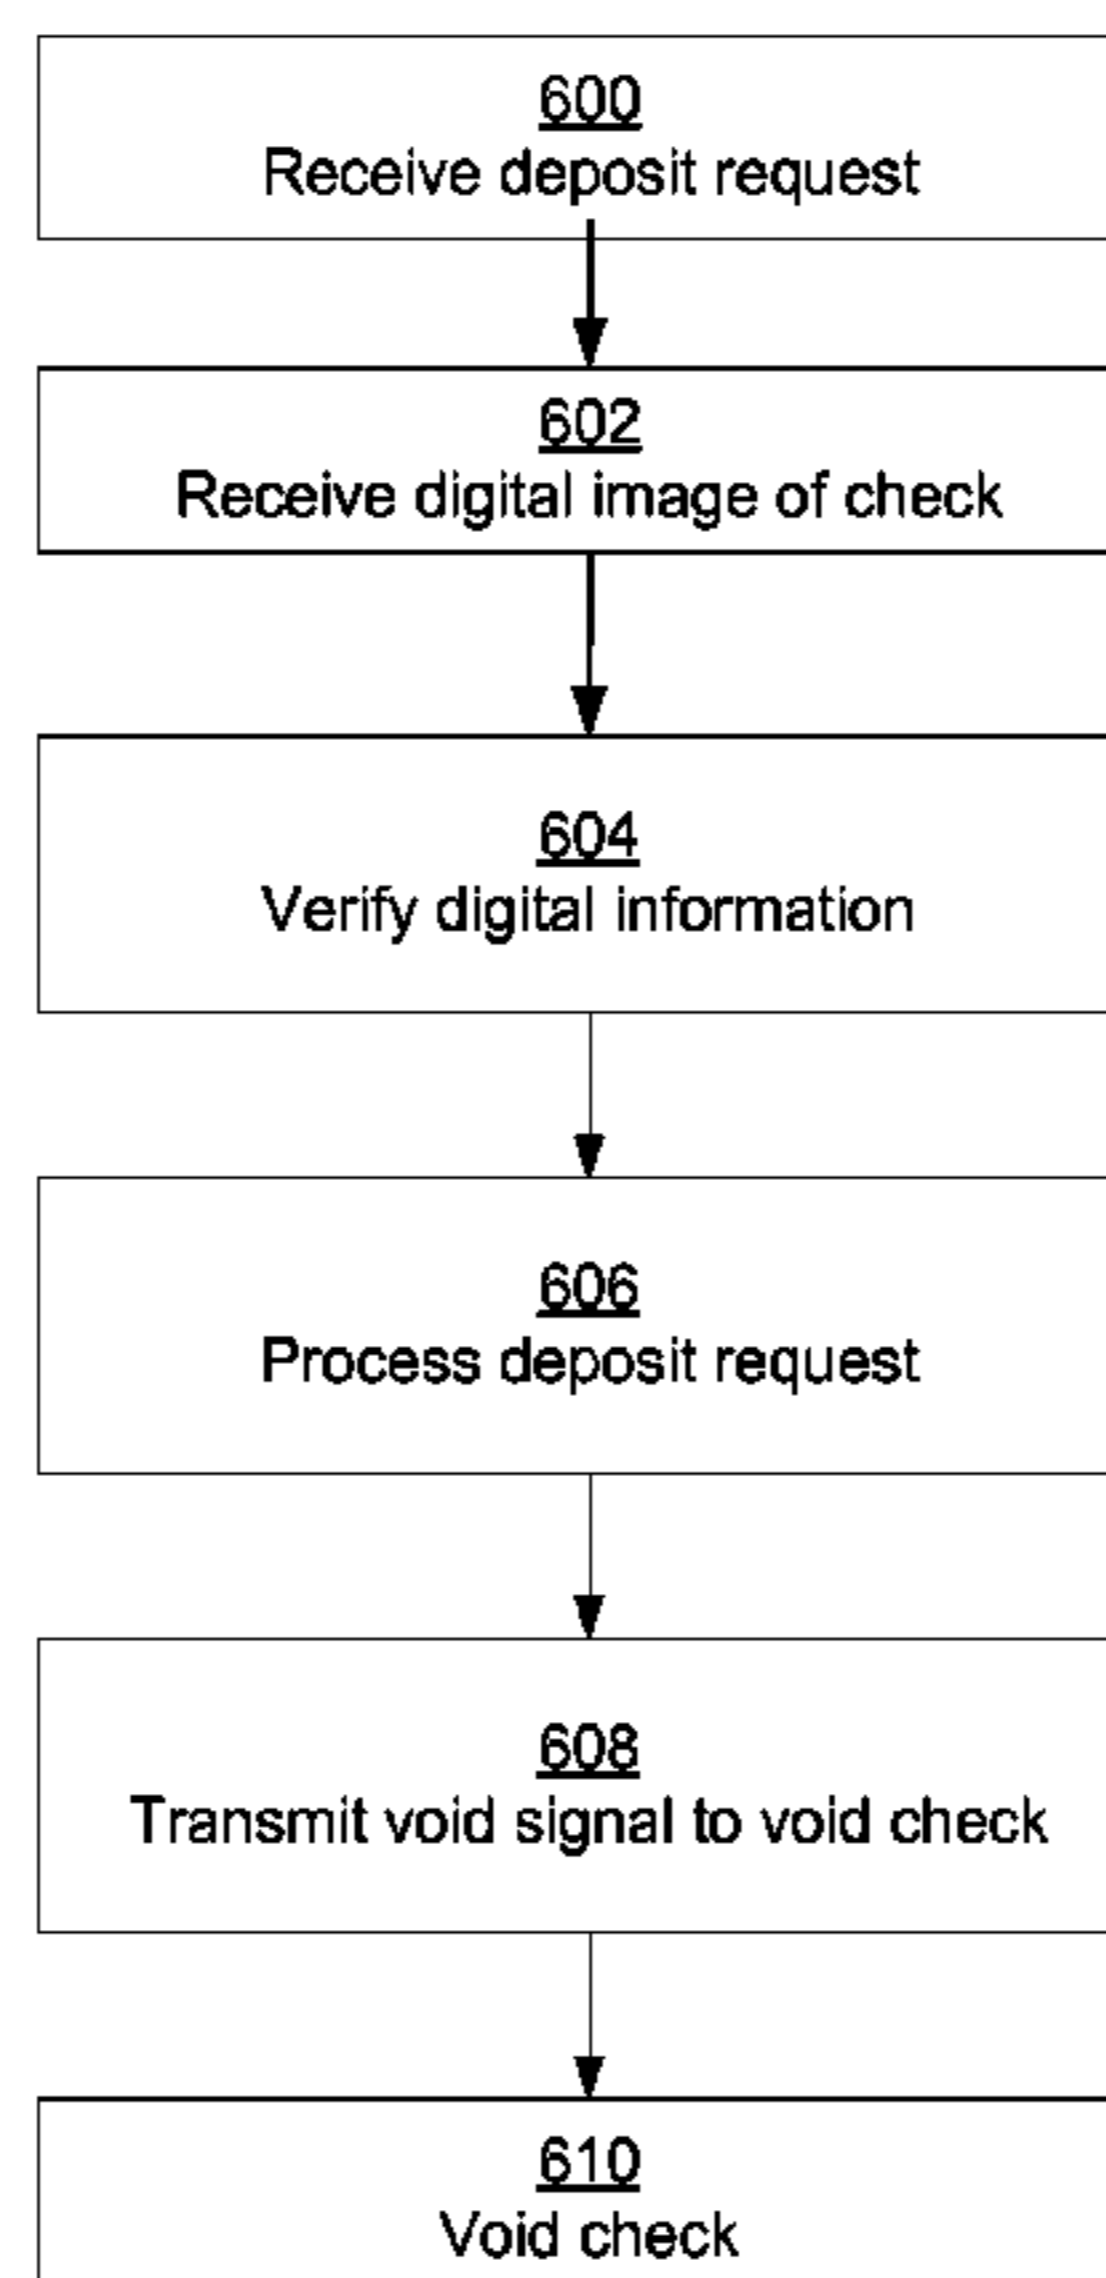 600
Receive deposit request
602
Receive digital image of check
604
Verify digital information
606
Process deposit request
608
Transmit void signal to void check
610
Void check